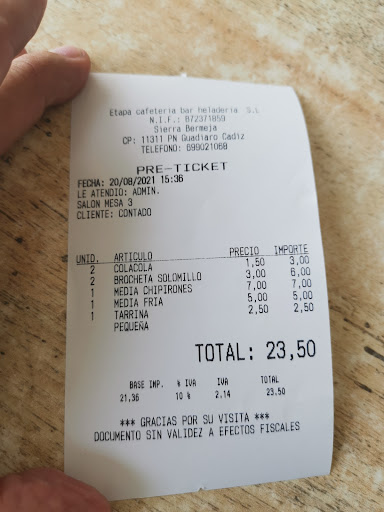 Etapa cafeteria bar heladeria S.L
N.I.F.: B72371859
Sierra Bermeja
CP: 11311 PN Guadiaro Cadiz
TELEFONO: 699021068
PRE-TICKET
FECHA: 20/08/2021 15:36
LE ATENDIO: ADMIN.
SALON MESA 3
CLIENTE: CONTADO
UNID. ARTICULO PRECIO IMPORTE
2 COLACOLA 1,50 3,00
2 BROCHETA SOLOMILLO 3,00 6,00
1 MEDIA CHIPIRONES 7,00 7,00
1 MEDIA FRIA 5,00 5,00
1 TARRINA 2,50 2,50
PEQUEÑA
TOTAL: 23,50
BASE IMP. % IVA IVA TOTAL
21,36 10 % 2,14 23,50
*** GRACIAS POR SU VISITA ***
DOCUMENTO SIN VALIDEZ A EFECTOS FISCALES